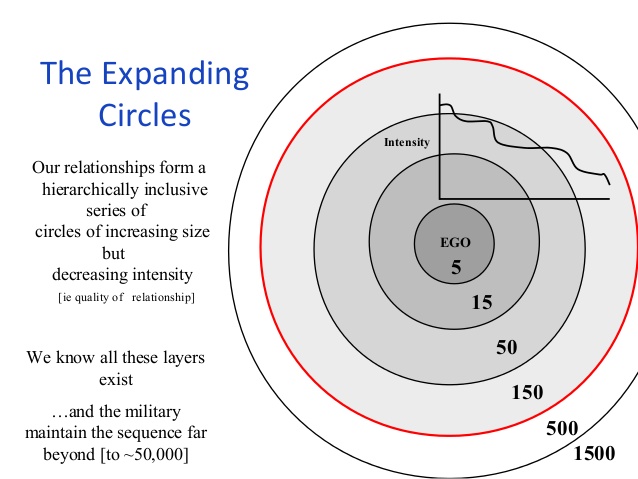 The Expanding
Circles
Our relationships form a
hierarchically inclusive
series of
circles of increasing size
but
decreasing intensity
[ie quality of relationship]
We know all these layers
exist
…and the military
maintain the sequence far
beyond [to ~50,000]
Intensity
EGO
5
15
50
150
500
1500